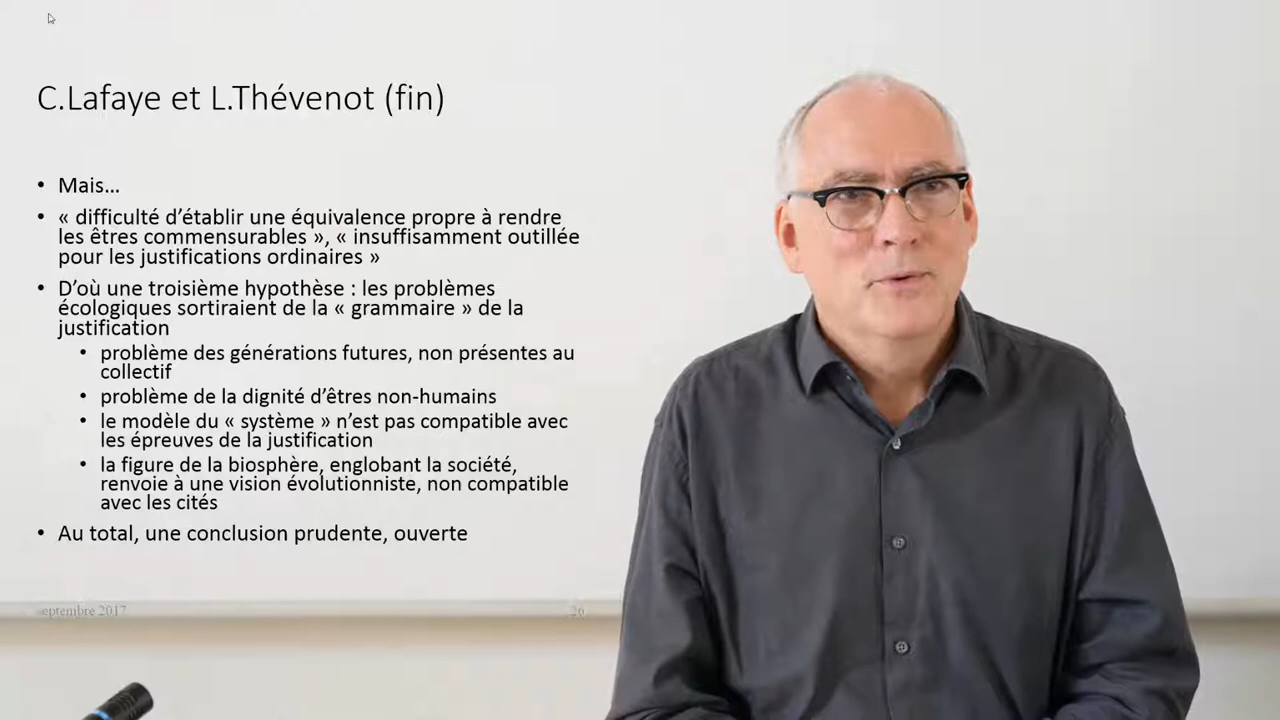 C.Lafaye et L.Thévenot (fin)
• Mais…
• « difficulté d’établir une équivalence propre à rendre
les êtres commensurables », « insuffisamment outillée
pour les justifications ordinaires »
• D’où une troisième hypothèse : les problèmes
écologiques sortiraient de la « grammaire » de la
justification
• problème des générations futures, non présentes au
collectif
• problème de la dignité d’êtres non-humains
• le modèle du « système » n’est pas compatible avec
les épreuves de la justification
• la figure de la biosphère, englobant la société,
renvoie à une vision évolutionniste, non compatible
avec les cités
• Au total, une conclusion prudente, ouverte
septembre 2017
26